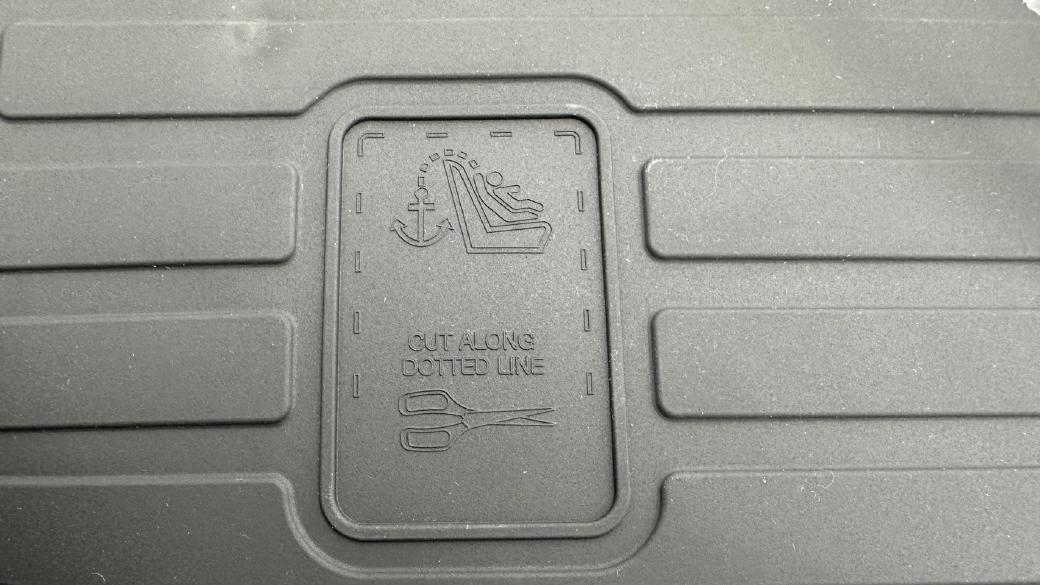 CUT ALONG
DOTTED LINE